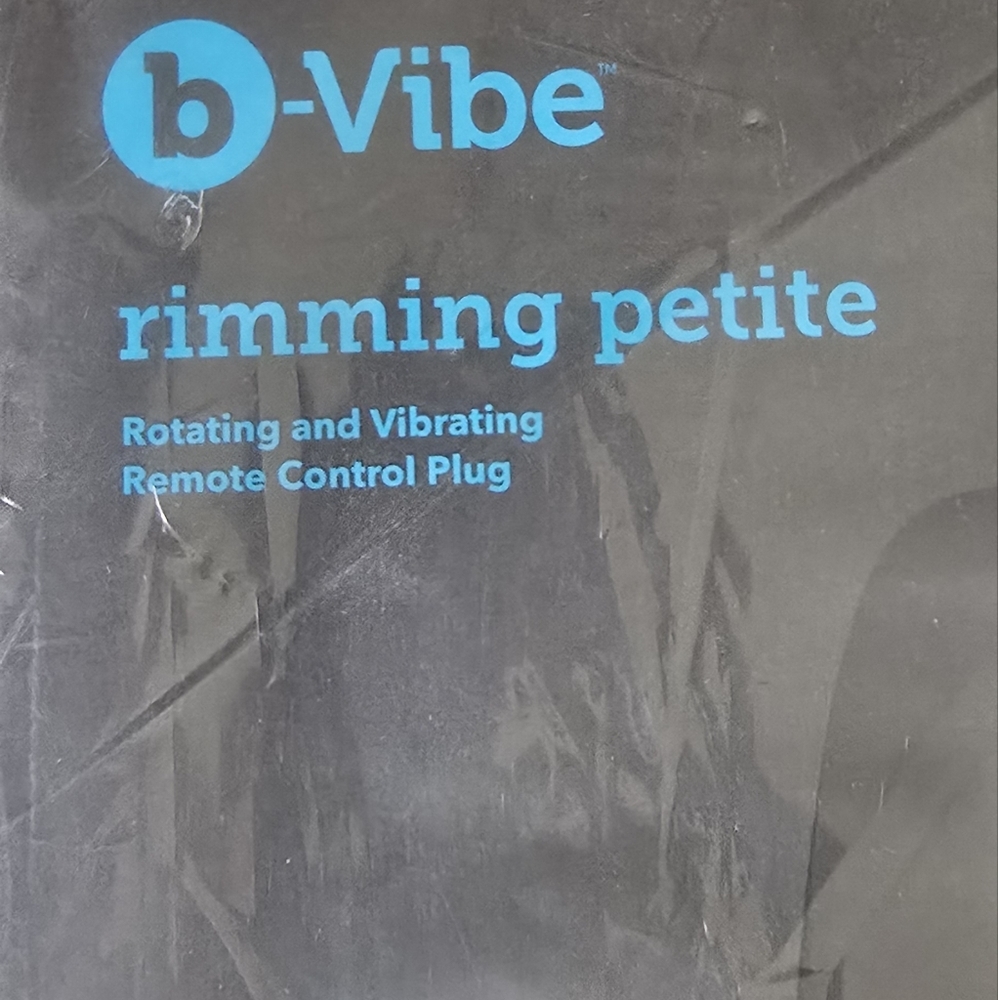 b-Vibe™
rimming petite
Rotating and Vibrating
Remote Control Plug